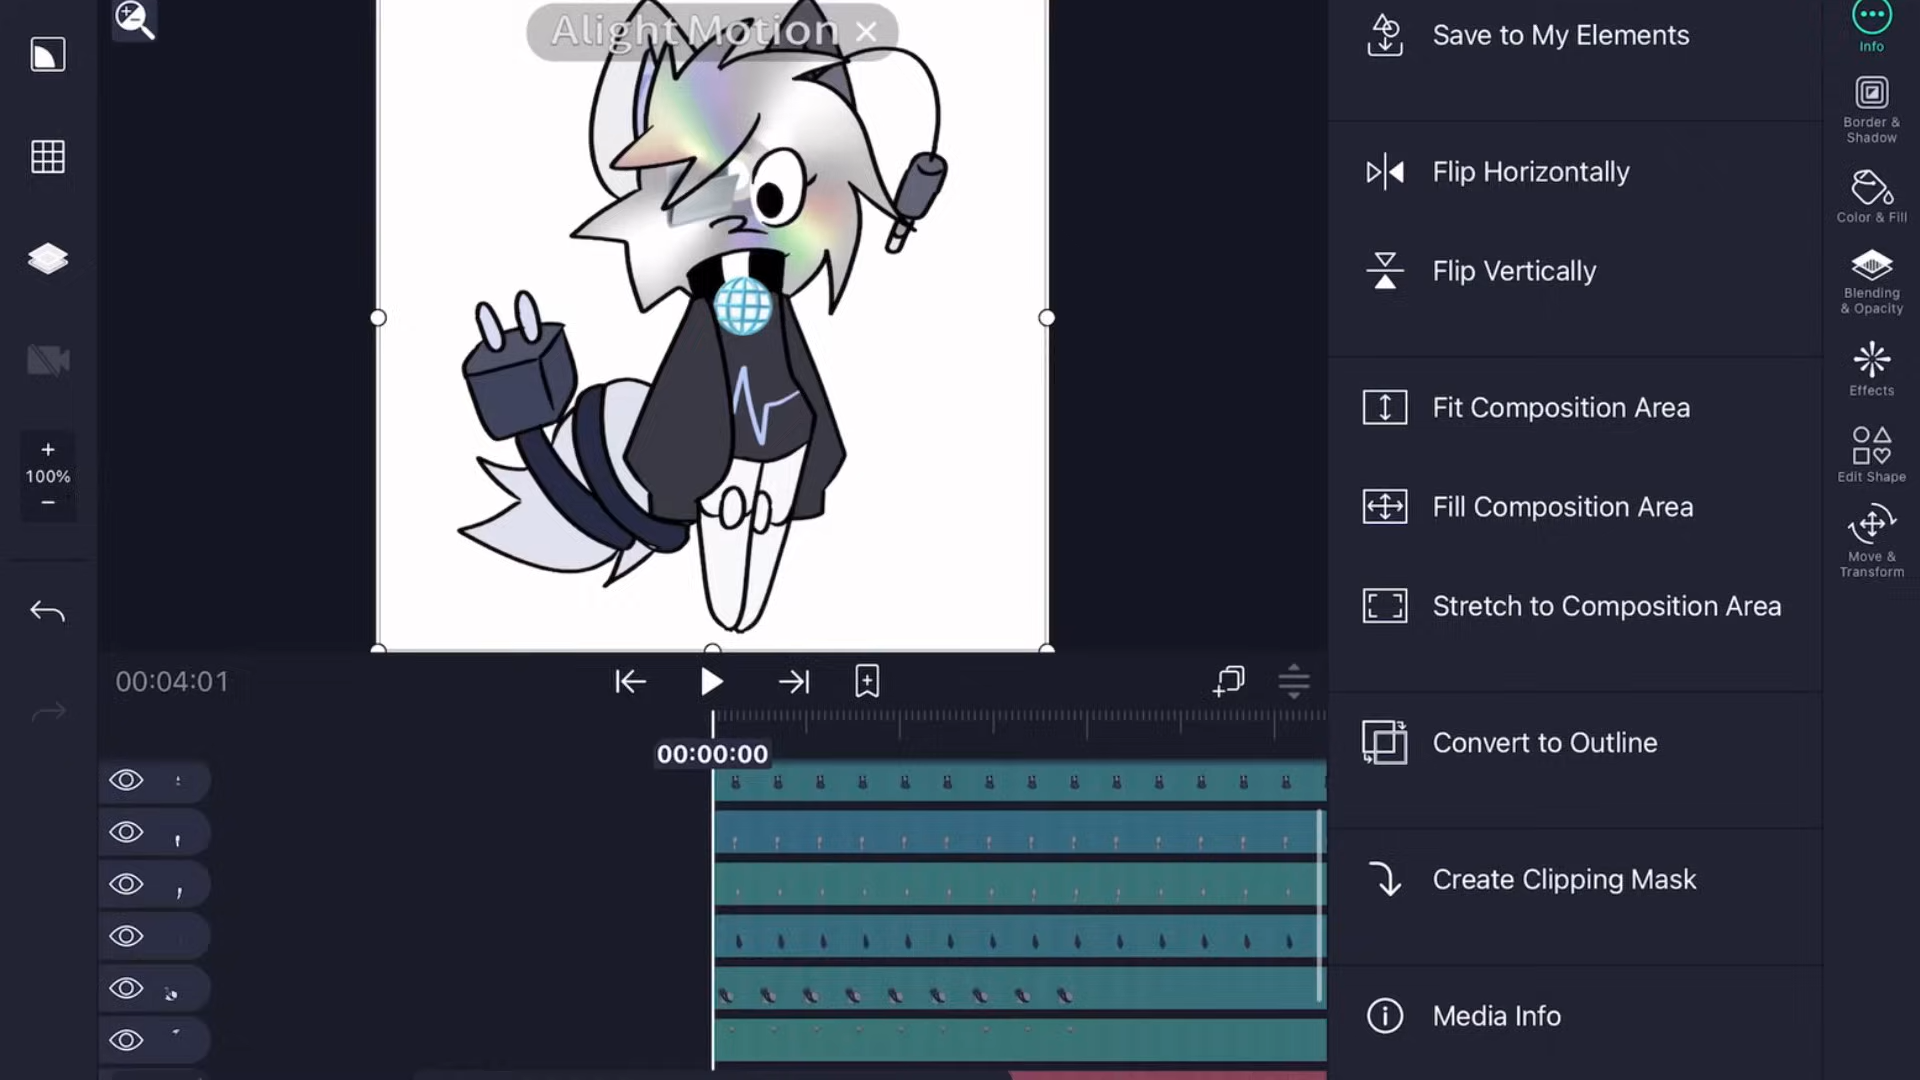 Alight Motion
Save to My Elements
Info
Flip Horizontally
Border &
Shadow
Color & Fill
Flip Vertically
Blending
& Opacity
Fit Composition Area
Effects
100%
Edit Shape
Fill Composition Area
Move &
Transform
Stretch to Composition Area
00:04:01
00:00:00
Convert to Outline
Create Clipping Mask
Media Info